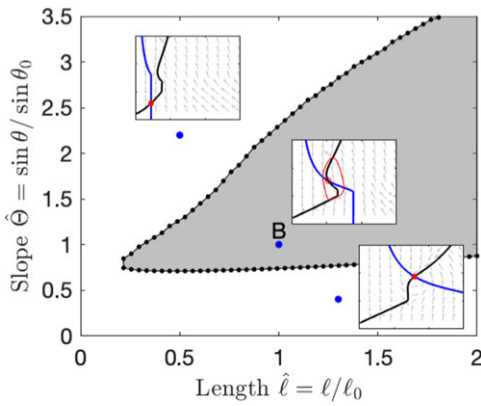 3.5
3
2.5
2
1.5
1
0.5
0
Slope Θ̂ = sin θ/ sin θ₀
B
0 0.5 1 1.5 2
Length ℓ̂ = ℓ/ℓ₀